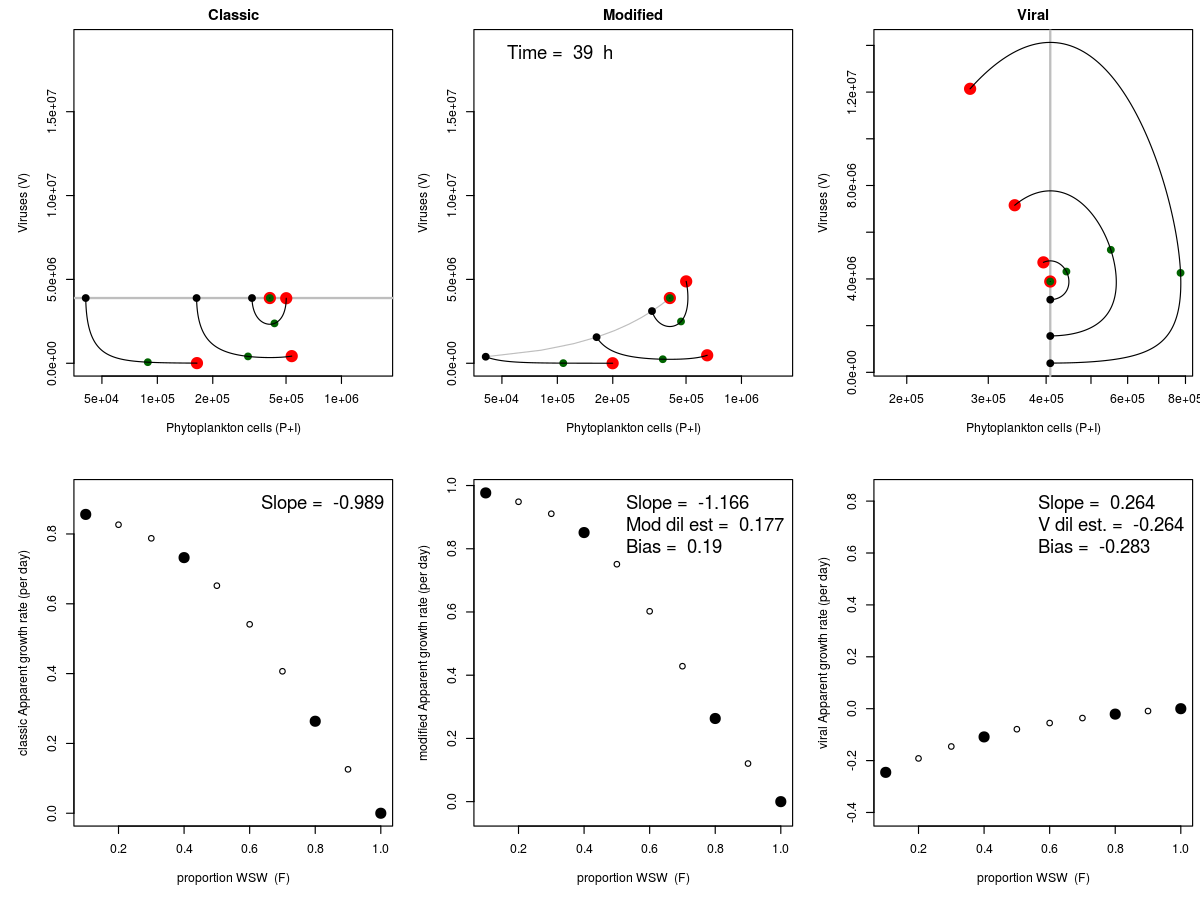 Classic
Viruses (V)
0.0e+00 5.0e+06 1.0e+07 1.5e+07
5e+04 1e+05 2e+05 5e+05 1e+06
Phytoplankton cells (P+I)
Modified
Time = 39 h
Viruses (V)
0.0e+00 5.0e+06 1.0e+07 1.5e+07
5e+04 1e+05 2e+05 5e+05 1e+06
Phytoplankton cells (P+I)
Viral
Viruses (V)
0.0e+00 4.0e+06 8.0e+06 1.2e+07
2e+05 3e+05 4e+05 6e+05 8e+05
Phytoplankton cells (P+I)
Slope = -0.989
classic Apparent growth rate (per day)
0.0 0.2 0.4 0.6 0.8
0.2 0.4 0.6 0.8 1.0
proportion WSW (F)
Slope = -1.166
Mod dil est = 0.177
Bias = 0.19
modified Apparent growth rate (per day)
0.0 0.2 0.4 0.6 0.8 1.0
0.2 0.4 0.6 0.8 1.0
proportion WSW (F)
Slope = 0.264
V dil est. = -0.264
Bias = -0.283
viral Apparent growth rate (per day)
-0.4 -0.2 0.0 0.2 0.4 0.6 0.8
0.2 0.4 0.6 0.8 1.0
proportion WSW (F)